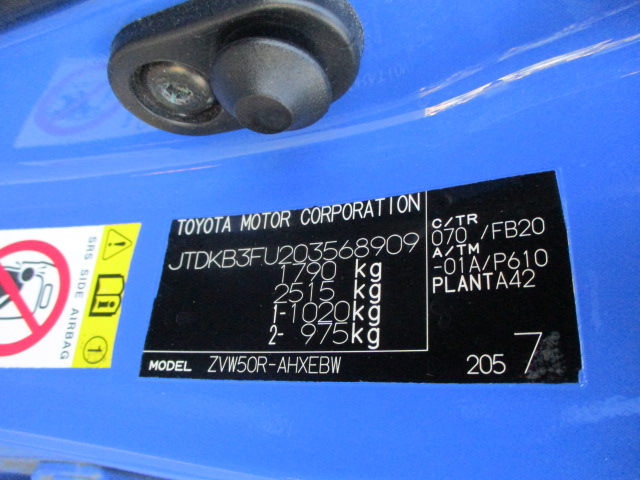 TOYOTA MOTOR CORPORATION
JTDKB3FU203568909
1790 kg
2515 kg
1-1020kg
2- 975kg
C/TR
070 /FB20
A/TM
-01A/P610
PLANTA42
MODEL ZVW50R-AHXEBW
205 7
SRS SIDE AIRBAG